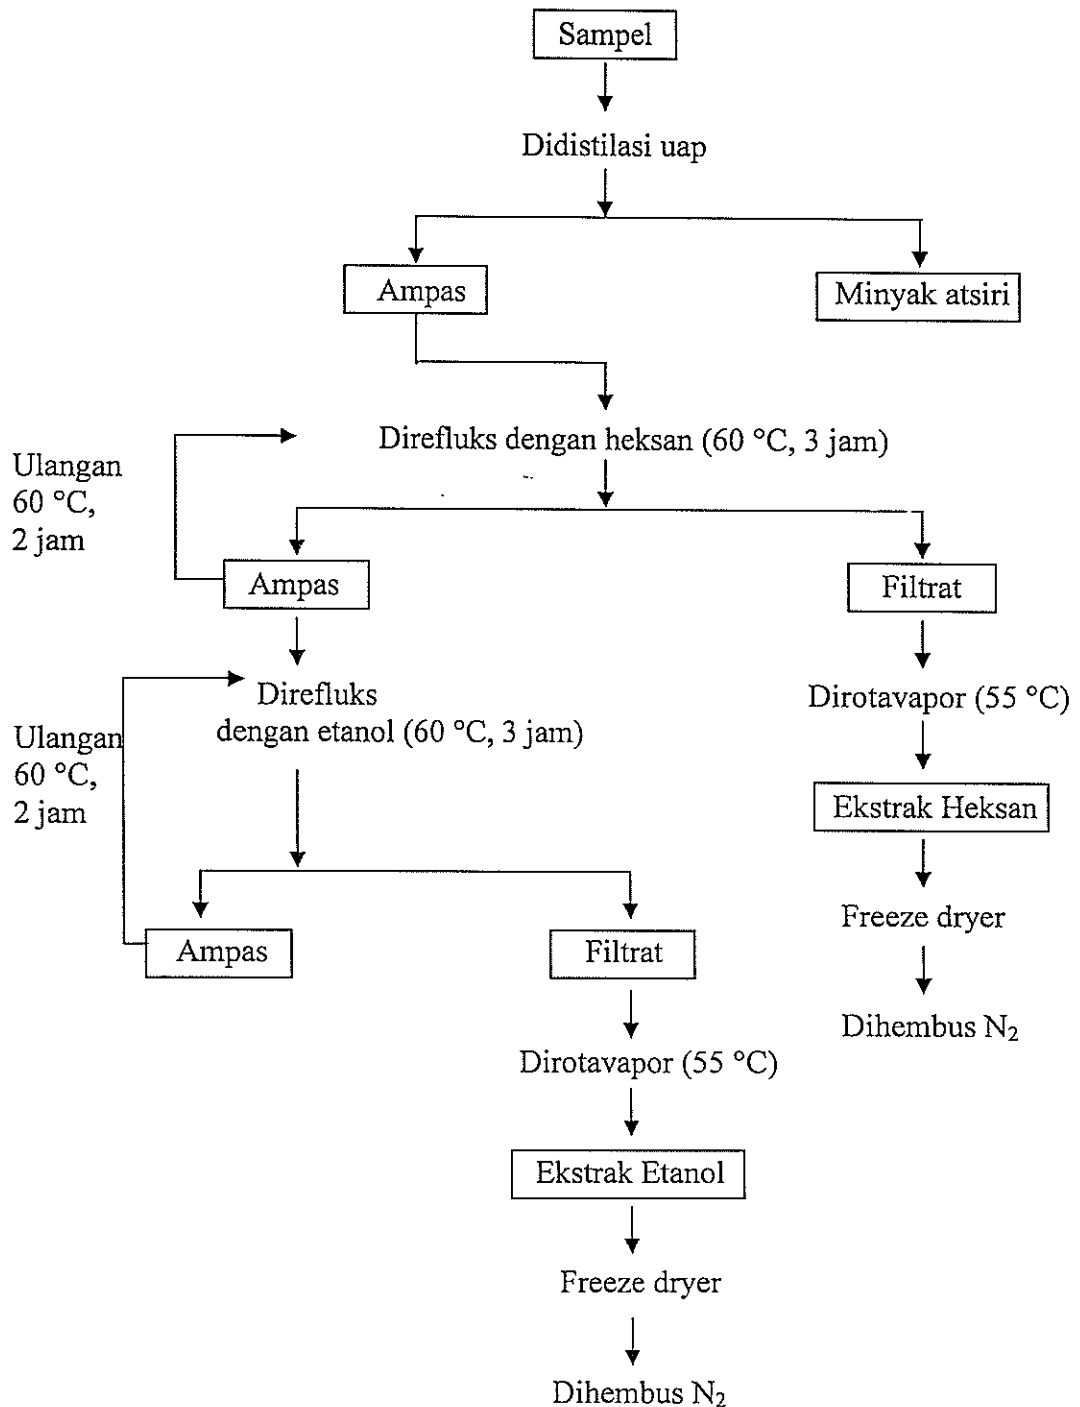 Sampel
Didistilasi uap
Ampas
Minyak atsiri
Direfluks dengan heksan (60 °C, 3 jam)
Ulangan
60 °C,
2 jam
Ampas
Filtrat
Direfluks
dengan etanol (60 °C, 3 jam)
Ulangan
60 °C,
2 jam
Dirotavapor (55 °C)
Ekstrak Heksan
Freeze dryer
Dihembus N₂
Ampas
Filtrat
Dirotavapor (55 °C)
Ekstrak Etanol
Freeze dryer
Dihembus N₂